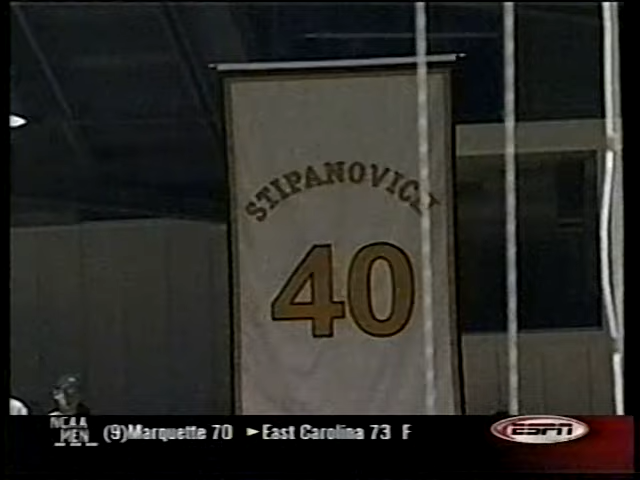 STIPANOVICH
40
NCAA MEN (9)Marquette 70 ►East Carolina 73 F ESPN